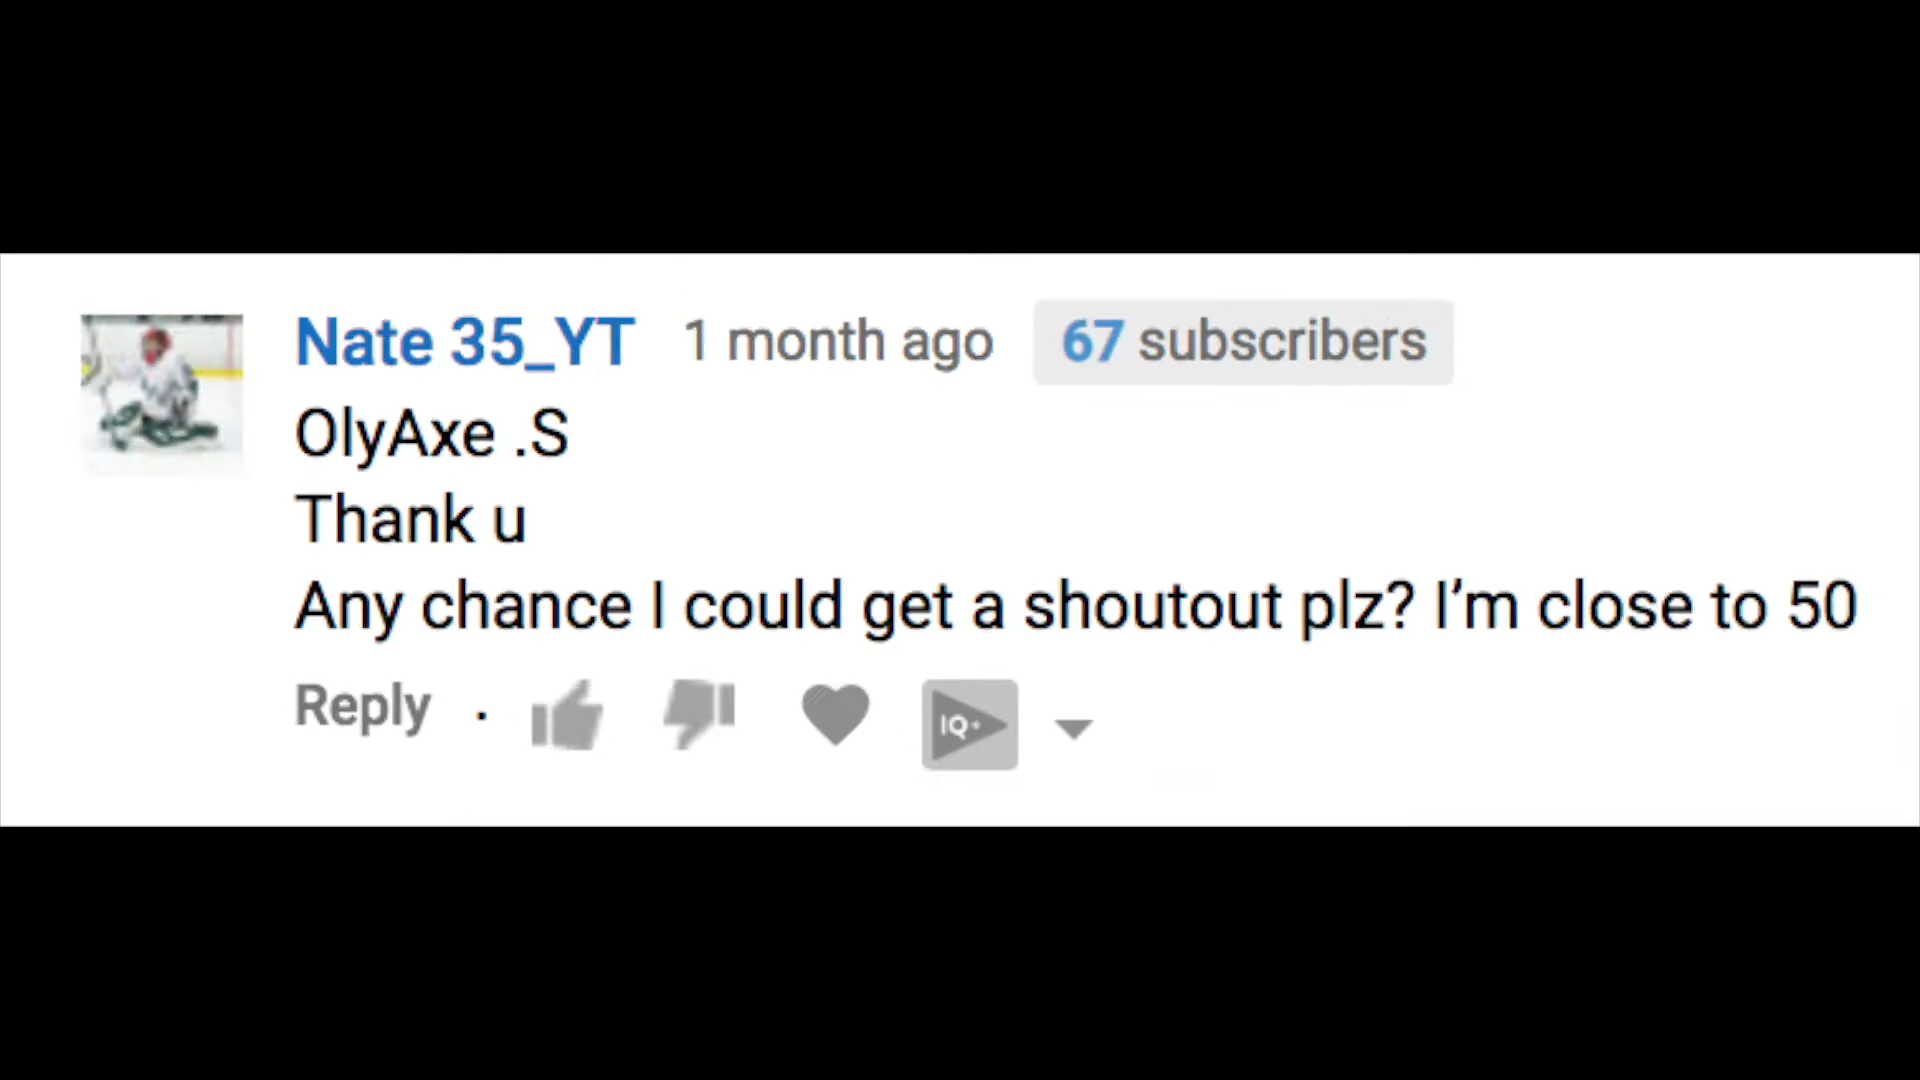 Nate 35_YT 1 month ago 67 subscribers
OlyAxe .S
Thank u
Any chance I could get a shoutout plz? I’m close to 50
Reply .
IQ+